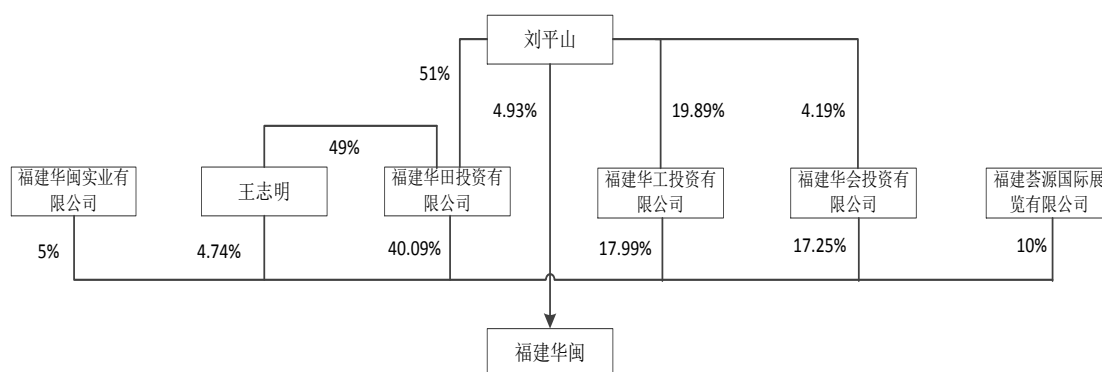 刘平山
51%
4.93%
19.89%
4.19%
49%
福建华闽实业有
限公司
王志明
福建华田投资有
限公司
福建华工投资有
限公司
福建华会投资有
限公司
福建荟源国际展
览有限公司
5%
4.74%
40.09%
17.99%
17.25%
10%
福建华闽